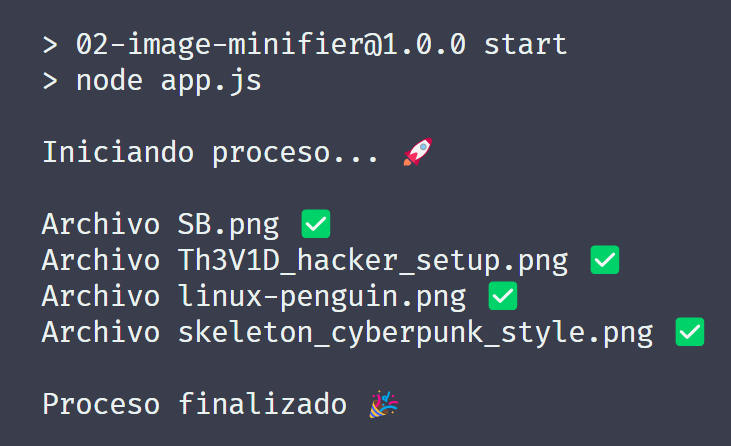 > 02-image-minifier@1.0.0 start
> node app.js
Iniciando proceso... 🚀
Archivo SB.png ✅
Archivo Th3V1D_hacker_setup.png ✅
Archivo linux-penguin.png ✅
Archivo skeleton_cyberpunk_style.png ✅
Proceso finalizado 🎉